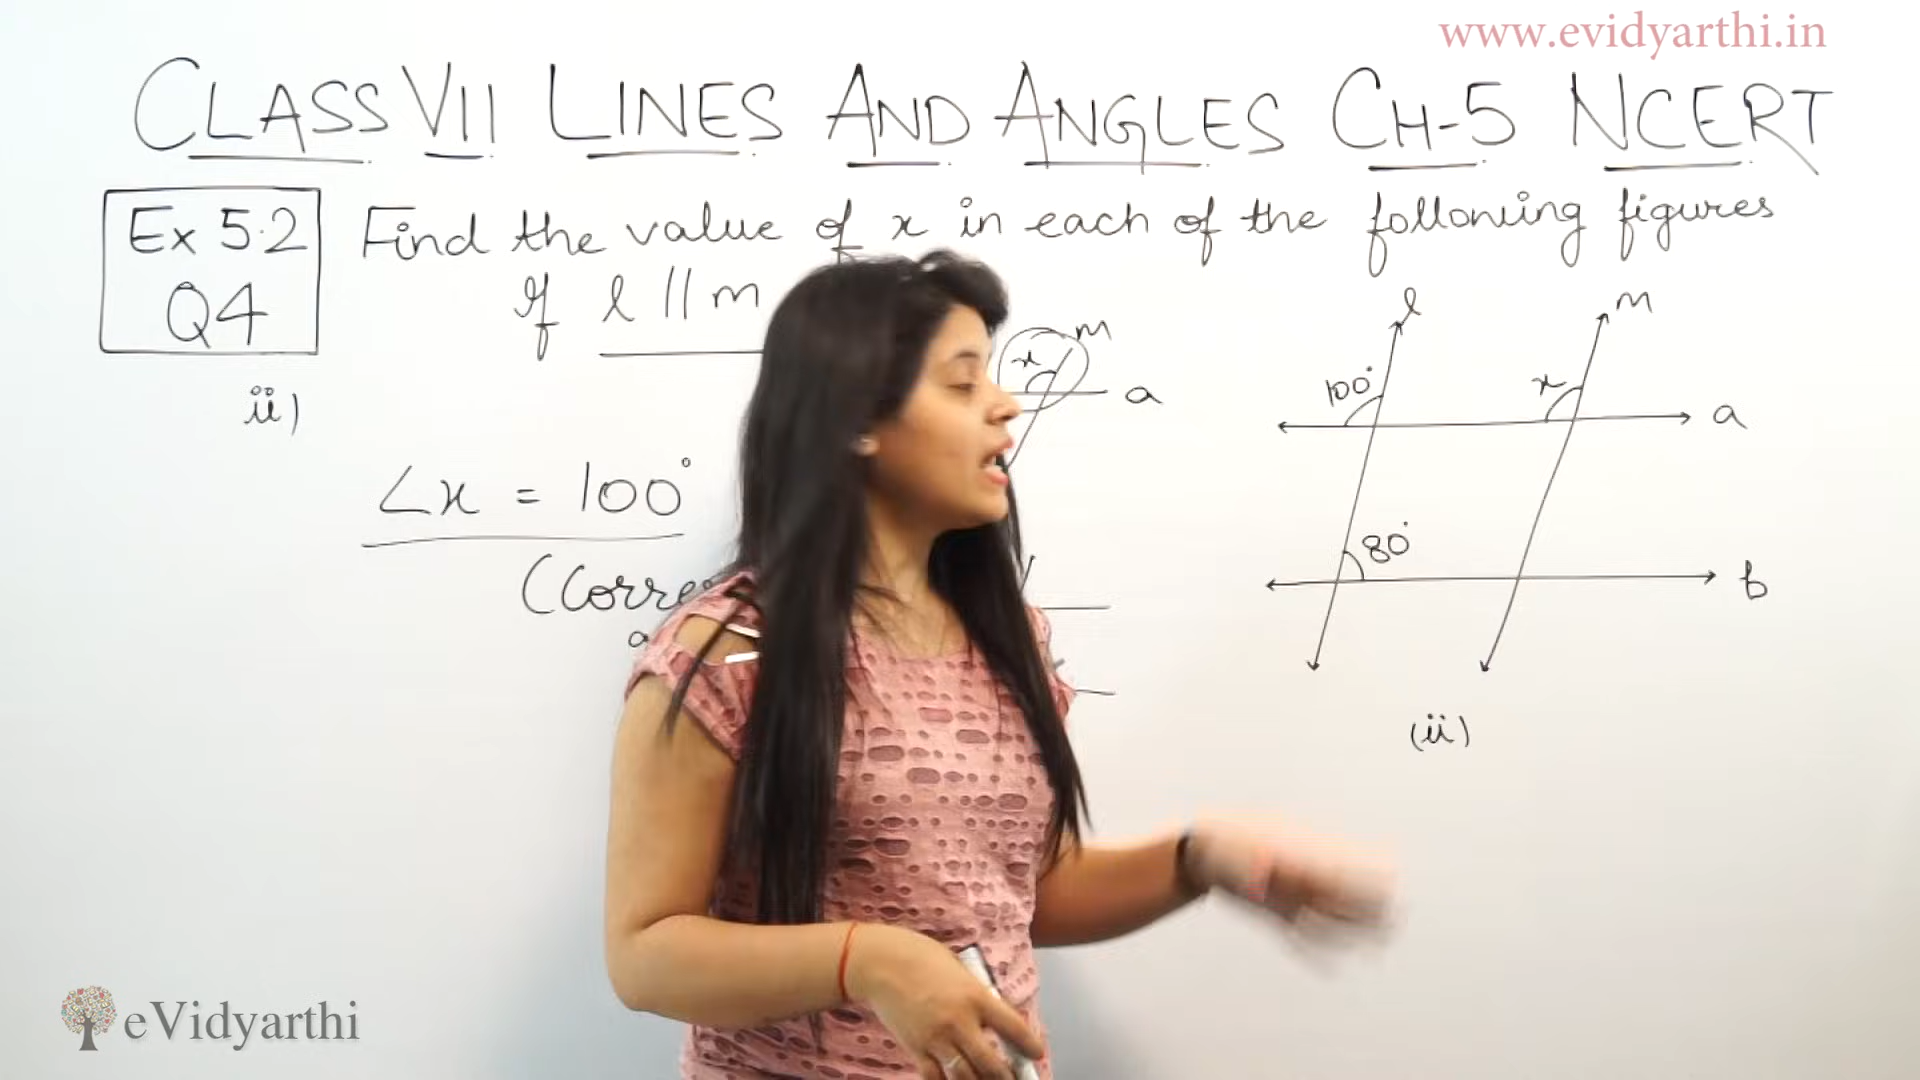 www.evidyarthi.in
CLASS VII LINES AND ANGLES CH-5 NCERT
Ex 5.2
Q4
Find the value of x in each of the following figures
If l || m
ii)
∠x = 100°
(Corre
a
m
x
a
l
m
100°
x
a
80°
b
(ii)
eVidyarthi